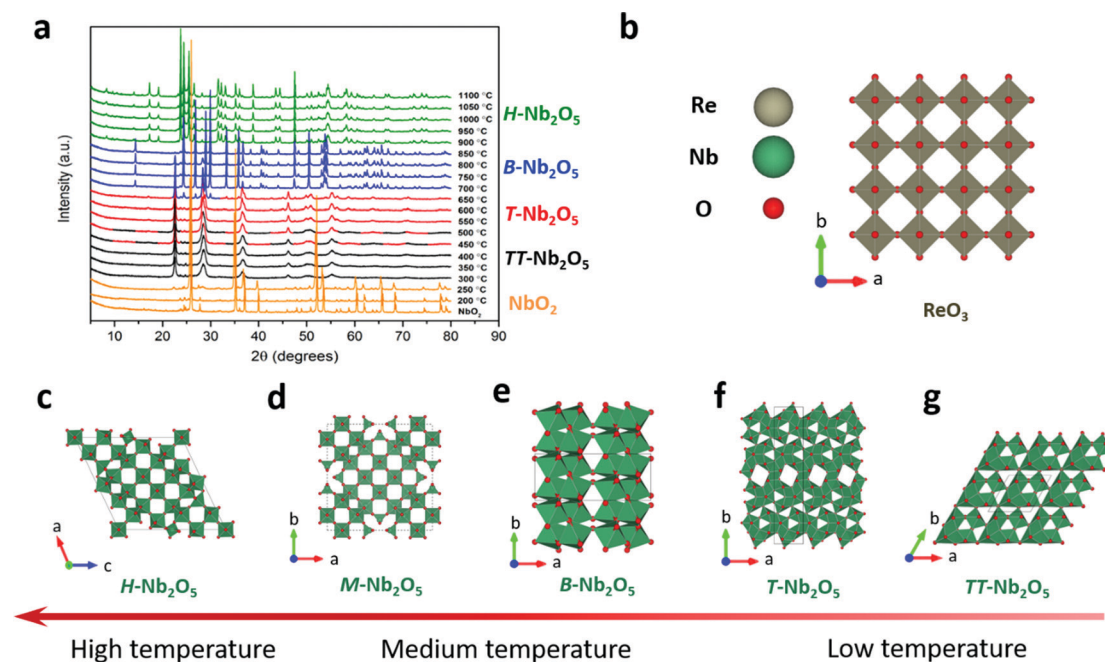 a
Intensity (a.u.)
1100 °C
1050 °C
1000 °C
950 °C
900 °C
850 °C
800 °C
750 °C
700 °C
650 °C
600 °C
550 °C
500 °C
450 °C
400 °C
350 °C
300 °C
250 °C
200 °C
NbO₂
H-Nb₂O₅
B-Nb₂O₅
T-Nb₂O₅
TT-Nb₂O₅
NbO₂
10 20 30 40 50 60 70 80 90
2θ (degrees)
b
Re
Nb
O
b
a
ReO₃
c
a
c
H-Nb₂O₅
d
b
a
M-Nb₂O₅
e
b
a
B-Nb₂O₅
f
b
a
T-Nb₂O₅
g
b
a
TT-Nb₂O₅
High temperature
Medium temperature
Low temperature